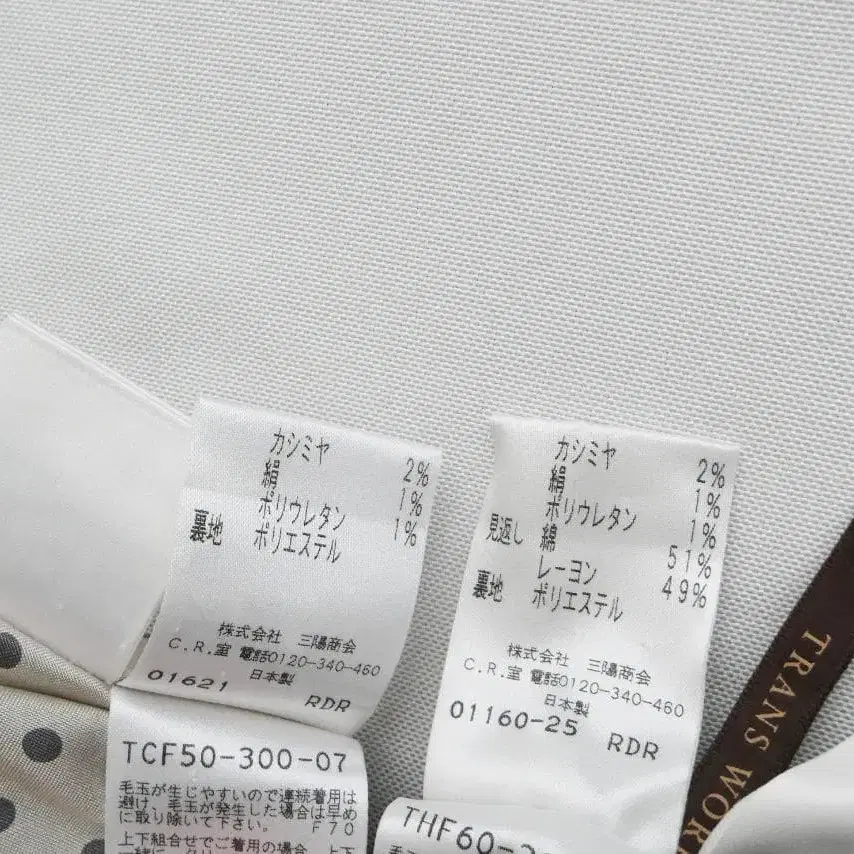 カシミヤ 2%
絹 1%
ポリウレタン 1%
裏地 ポリエステル
株式会社 三陽商会
C.R.室 電話0120-340-460
日本製
01621 RDR
TCF50-300-07
毛玉が生じやすいので連続着用は
避け、毛玉が発生した場合は早め
に取り除いて下さい。 F70
上下組合せでご着用の場合、上下
カシミヤ 2%
絹 1%
ポリウレタン 1%
見返し 綿 51%
レーヨン 49%
裏地 ポリエステル
株式会社 三陽商会
C.R.室 電話0120-340-460
日本製
01160-25 RDR
THF60-
TRANS WOR